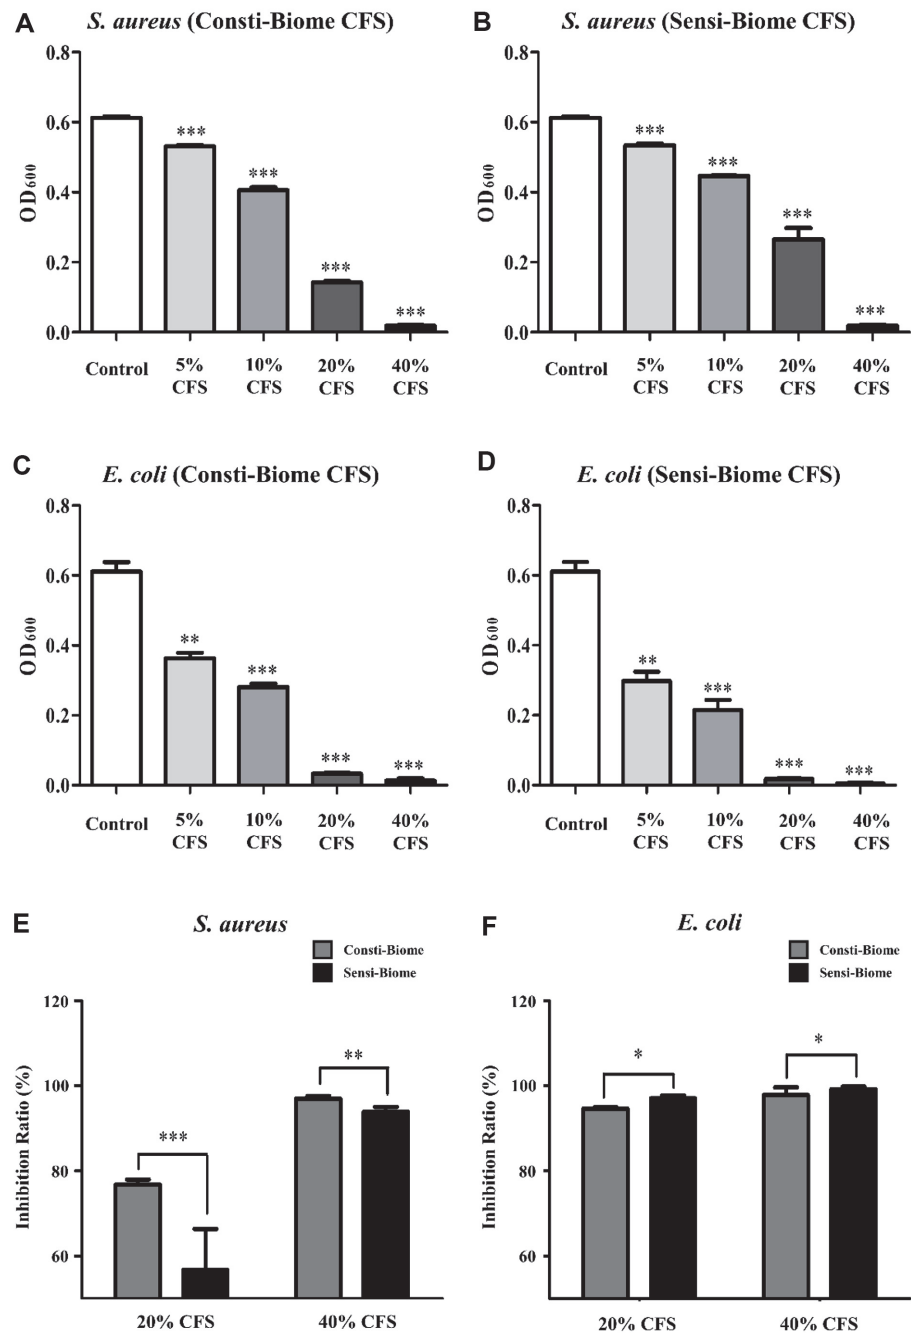 A
S. aureus (Consti-Biome CFS)
0.8
0.6
0.4
0.2
0.0
OD600
***
***
***
***
Control
5% CFS
10% CFS
20% CFS
40% CFS
B
S. aureus (Sensi-Biome CFS)
0.8
0.6
0.4
0.2
0.0
OD600
***
***
***
***
Control
5% CFS
10% CFS
20% CFS
40% CFS
C
E. coli (Consti-Biome CFS)
0.8
0.6
0.4
0.2
0.0
OD600
**
***
***
***
Control
5% CFS
10% CFS
20% CFS
40% CFS
D
E. coli (Sensi-Biome CFS)
0.8
0.6
0.4
0.2
0.0
OD600
**
***
***
***
Control
5% CFS
10% CFS
20% CFS
40% CFS
E
S. aureus
Consti-Biome
Sensi-Biome
120
100
80
60
Inhibition Ratio (%)
***
**
20% CFS
40% CFS
F
E. coli
Consti-Biome
Sensi-Biome
120
100
80
60
Inhibition Ratio (%)
*
*
20% CFS
40% CFS